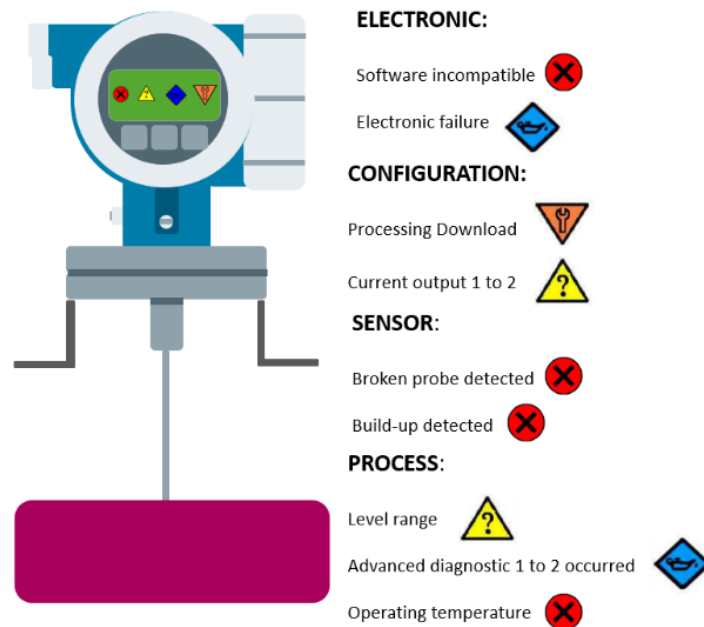 ELECTRONIC:
Software incompatible
Electronic failure
CONFIGURATION:
Processing Download
Current output 1 to 2
SENSOR:
Broken probe detected
Build-up detected
PROCESS:
Level range
Advanced diagnostic 1 to 2 occurred
Operating temperature